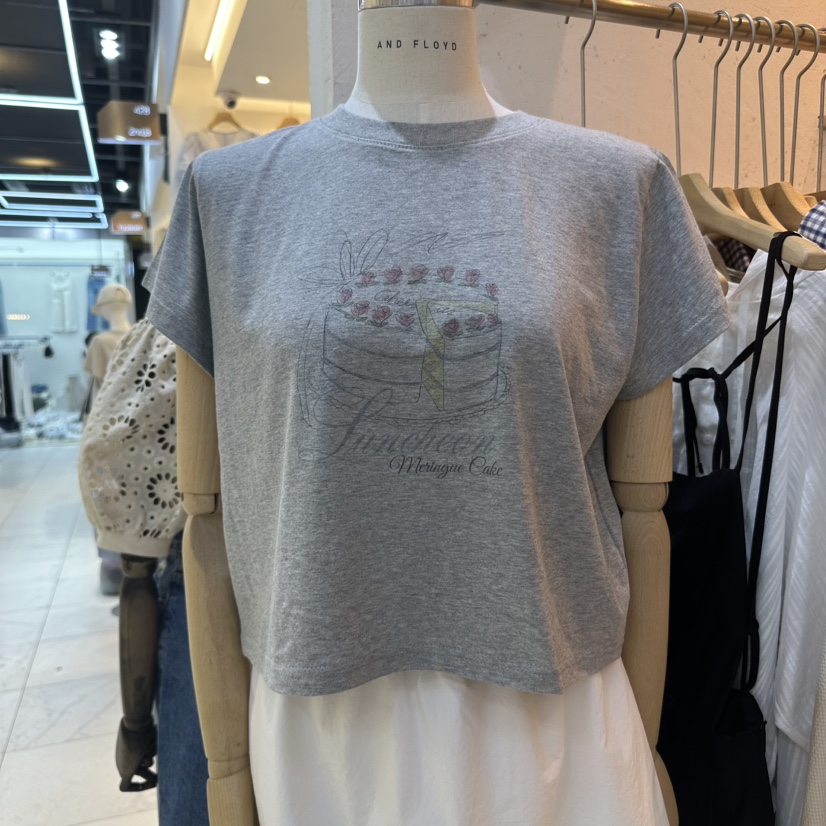 AND FLOYD
Luncheon
Meringue Cake